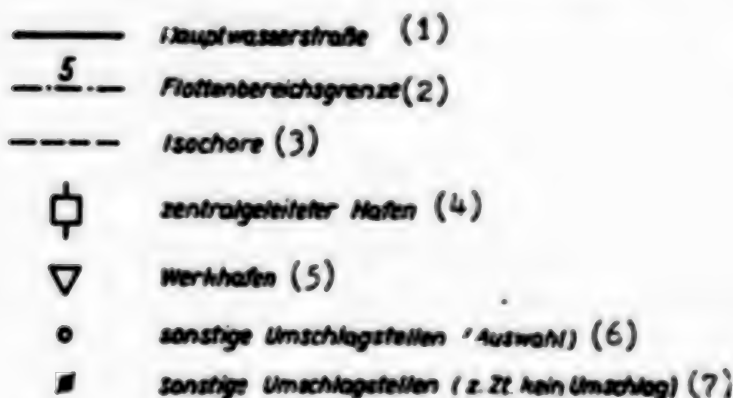 Hauptwasserstraße (1)
5
Flottenbereichsgrenze (2)
Isochore (3)
zentralgeleiteter Hafen (4)
Werkhafen (5)
sonstige Umschlagstellen (Auswahl) (6)
sonstige Umschlagstellen (z. Zt. kein Umschlag) (7)